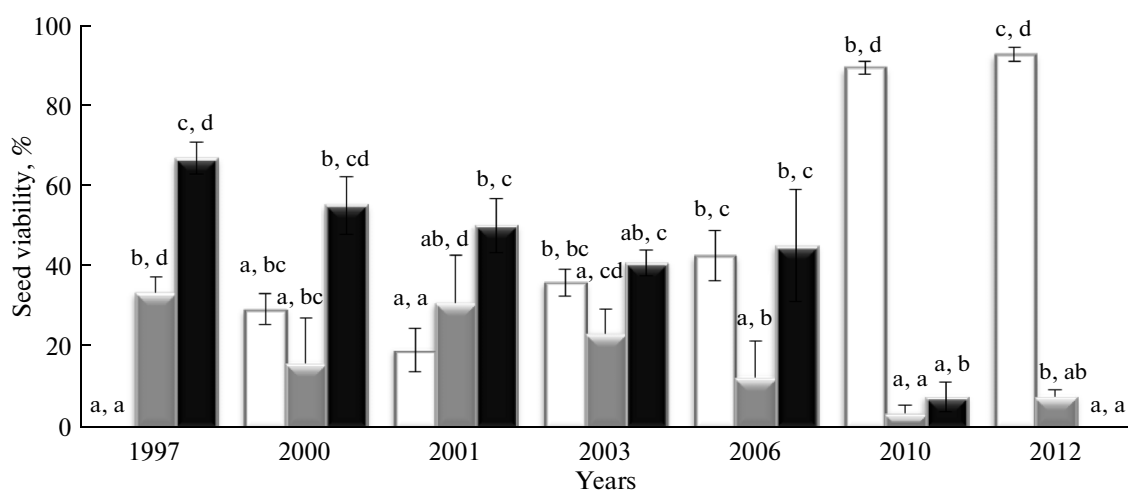 100
80
60
40
20
0
Seed viability, %
a, a
b, d
c, d
a, bc
a, bc
b, cd
a, a
ab, d
b, c
b, bc
a, cd
ab, c
b, c
a, b
b, c
b, d
a, a
a, b
c, d
b, ab
a, a
1997 2000 2001 2003 2006 2010 2012
Years